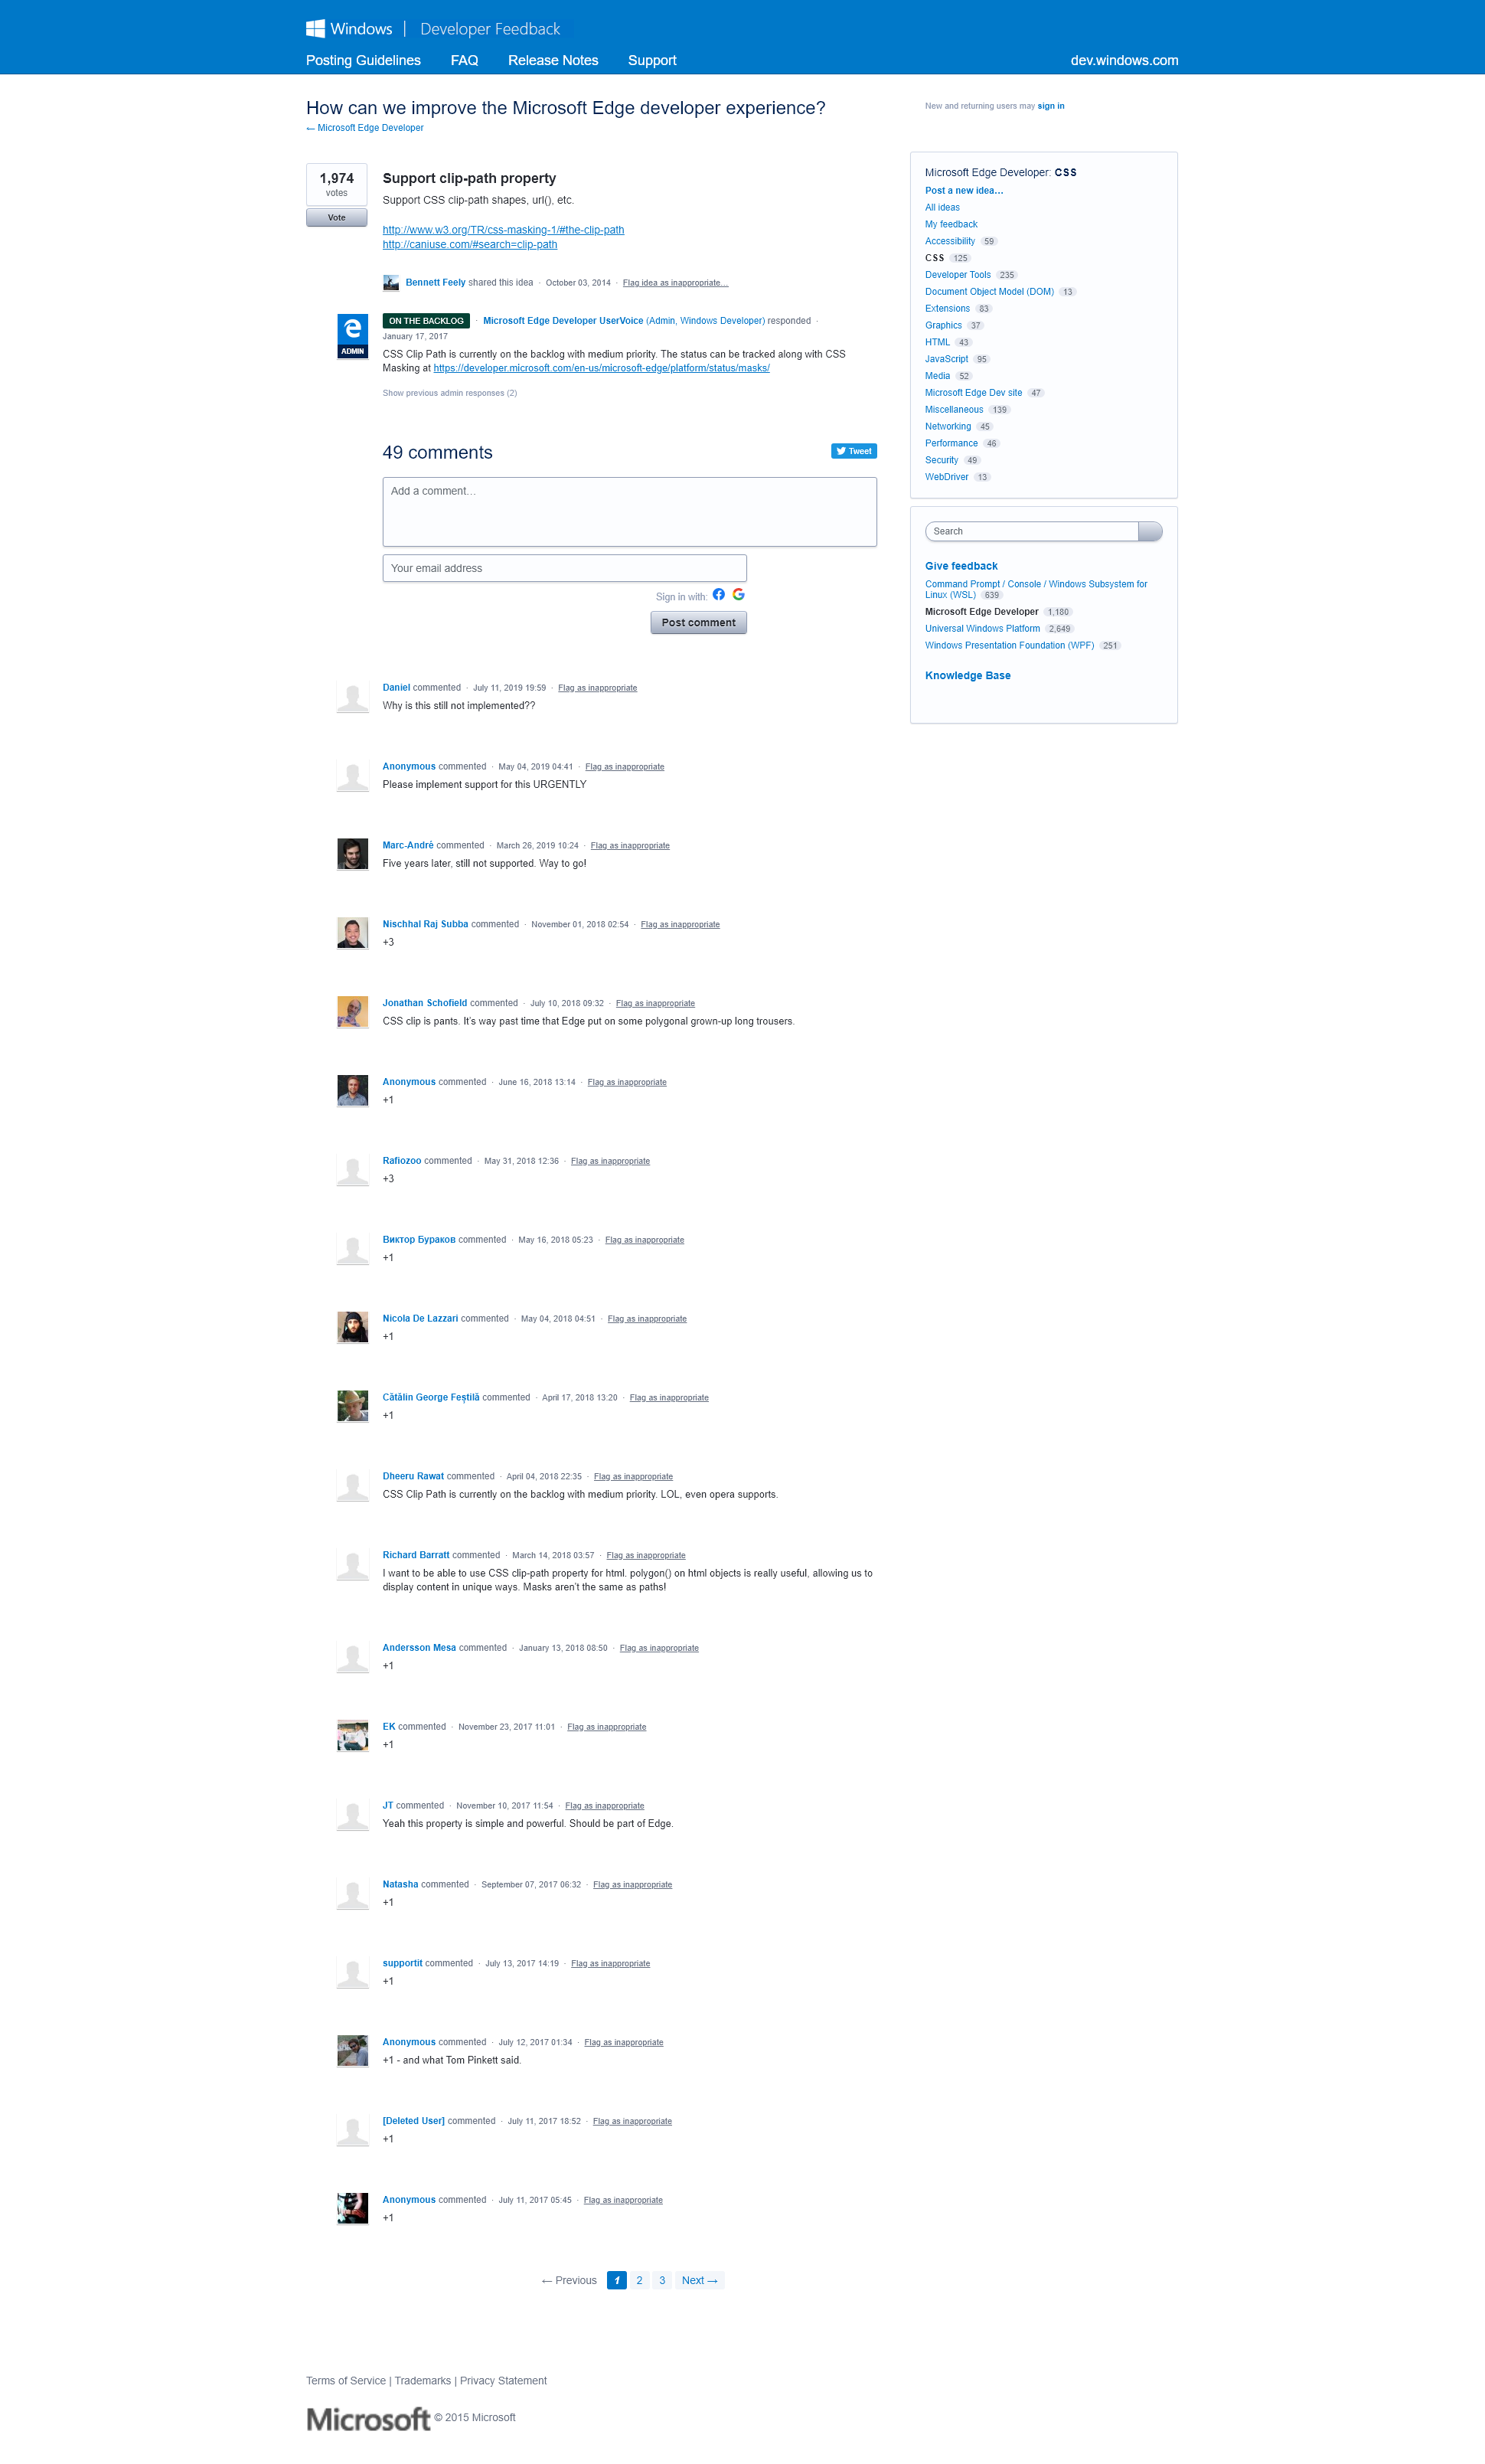 Windows | Developer Feedback
Posting Guidelines FAQ Release Notes Support dev.windows.com
How can we improve the Microsoft Edge developer experience?
← Microsoft Edge Developer
New and returning users may sign in
1,974
votes
Vote
Support clip-path property
Support CSS clip-path shapes, url(), etc.
http://www.w3.org/TR/css-masking-1/#the-clip-path
http://caniuse.com/#search=clip-path
Bennett Feely shared this idea · October 03, 2014 · Flag idea as inappropriate…
ADMIN
ON THE BACKLOG · Microsoft Edge Developer UserVoice (Admin, Windows Developer) responded ·
January 17, 2017
CSS Clip Path is currently on the backlog with medium priority. The status can be tracked along with CSS
Masking at https://developer.microsoft.com/en-us/microsoft-edge/platform/status/masks/
Show previous admin responses (2)
49 comments
Tweet
Add a comment…
Your email address
Sign in with:
Post comment
Daniel commented · July 11, 2019 19:59 · Flag as inappropriate
Why is this still not implemented??
Anonymous commented · May 04, 2019 04:41 · Flag as inappropriate
Please implement support for this URGENTLY
Marc-André commented · March 26, 2019 10:24 · Flag as inappropriate
Five years later, still not supported. Way to go!
Nischhal Raj Subba commented · November 01, 2018 02:54 · Flag as inappropriate
+3
Jonathan Schofield commented · July 10, 2018 09:32 · Flag as inappropriate
CSS clip is pants. It's way past time that Edge put on some polygonal grown-up long trousers.
Anonymous commented · June 16, 2018 13:14 · Flag as inappropriate
+1
Rafiozoo commented · May 31, 2018 12:36 · Flag as inappropriate
+3
Виктор Бураков commented · May 16, 2018 05:23 · Flag as inappropriate
+1
Nicola De Lazzari commented · May 04, 2018 04:51 · Flag as inappropriate
+1
Cătălin George Feștilă commented · April 17, 2018 13:20 · Flag as inappropriate
+1
Dheeru Rawat commented · April 04, 2018 22:35 · Flag as inappropriate
CSS Clip Path is currently on the backlog with medium priority. LOL, even opera supports.
Richard Barratt commented · March 14, 2018 03:57 · Flag as inappropriate
I want to be able to use CSS clip-path property for html. polygon() on html objects is really useful, allowing us to
display content in unique ways. Masks aren't the same as paths!
Andersson Mesa commented · January 13, 2018 08:50 · Flag as inappropriate
+1
EK commented · November 23, 2017 11:01 · Flag as inappropriate
+1
JT commented · November 10, 2017 11:54 · Flag as inappropriate
Yeah this property is simple and powerful. Should be part of Edge.
Natasha commented · September 07, 2017 06:32 · Flag as inappropriate
+1
supportit commented · July 13, 2017 14:19 · Flag as inappropriate
+1
Anonymous commented · July 12, 2017 01:34 · Flag as inappropriate
+1 - and what Tom Pinkett said.
[Deleted User] commented · July 11, 2017 18:52 · Flag as inappropriate
+1
Anonymous commented · July 11, 2017 05:45 · Flag as inappropriate
+1
← Previous 1 2 3 Next →
Microsoft Edge Developer: CSS
Post a new idea…
All ideas
My feedback
Accessibility 59
CSS 125
Developer Tools 235
Document Object Model (DOM) 13
Extensions 83
Graphics 37
HTML 43
JavaScript 95
Media 52
Microsoft Edge Dev site 47
Miscellaneous 139
Networking 45
Performance 46
Security 49
WebDriver 13
Search
Give feedback
Command Prompt / Console / Windows Subsystem for
Linux (WSL) 639
Microsoft Edge Developer 1,180
Universal Windows Platform 2,649
Windows Presentation Foundation (WPF) 251
Knowledge Base
Terms of Service | Trademarks | Privacy Statement
Microsoft © 2015 Microsoft